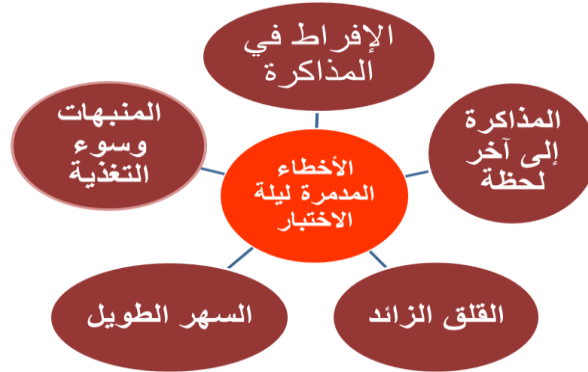 الإفراط في
المذاكرة
المذاكرة
إلى آخر
لحظة
المنبهات
وسوء
التغذية
الأخطاء
المدمرة ليلة
الاختبار
القلق الزائد
السهر الطويل